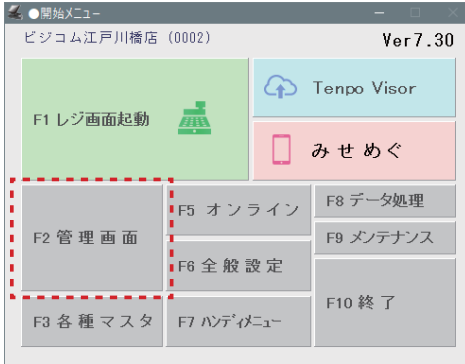 ●開始メニュー
ビジコム江戸川橋店 (0002)
Ver7.30
F1 レジ画面起動
Tenpo Visor
みせめぐ
F2 管理画面
F5 オンライン
F8 データ処理
F9 メンテナンス
F6 全般設定
F10 終了
F3 各種マスタ
F7 ハンディメニュー